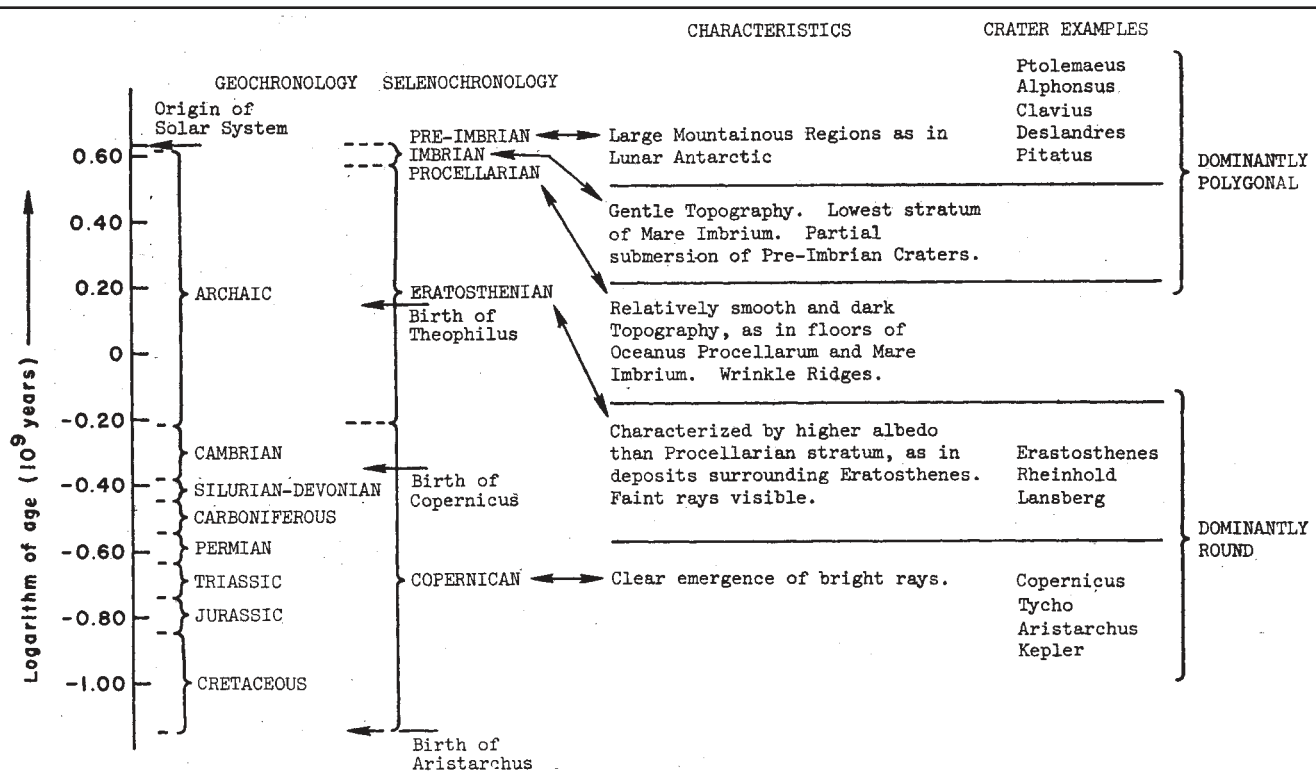 CHARACTERISTICS
CRATER EXAMPLES
GEOCHRONOLOGY
SELENOCHRONOLOGY
Origin of
Solar System
Logarithm of age (10⁹ years)
0.60
0.40
0.20
0
-0.20
-0.40
-0.60
-0.80
-1.00
ARCHAIC
CAMBRIAN
SILURIAN-DEVONIAN
CARBONIFEROUS
PERMIAN
TRIASSIC
JURASSIC
CRETACEOUS
PRE-IMBRIAN
IMBRIAN
PROCELLARIAN
ERATOSTHENIAN
Birth of
Theophilus
Birth of
Copernicus
COPERNICAN
Birth of
Aristarchus
Large Mountainous Regions as in
Lunar Antarctic
Gentle Topography. Lowest stratum
of Mare Imbrium. Partial
submersion of Pre-Imbrian Craters.
Relatively smooth and dark
Topography, as in floors of
Oceanus Procellarum and Mare
Imbrium. Wrinkle Ridges.
Characterized by higher albedo
than Procellarian stratum, as in
deposits surrounding Eratosthenes.
Faint rays visible.
Clear emergence of bright rays.
Ptolemaeus
Alphonsus
Clavius
Deslandres
Pitatus
Erastosthenes
Rheinhold
Lansberg
Copernicus
Tycho
Aristarchus
Kepler
DOMINANTLY
POLYGONAL
DOMINANTLY
ROUND